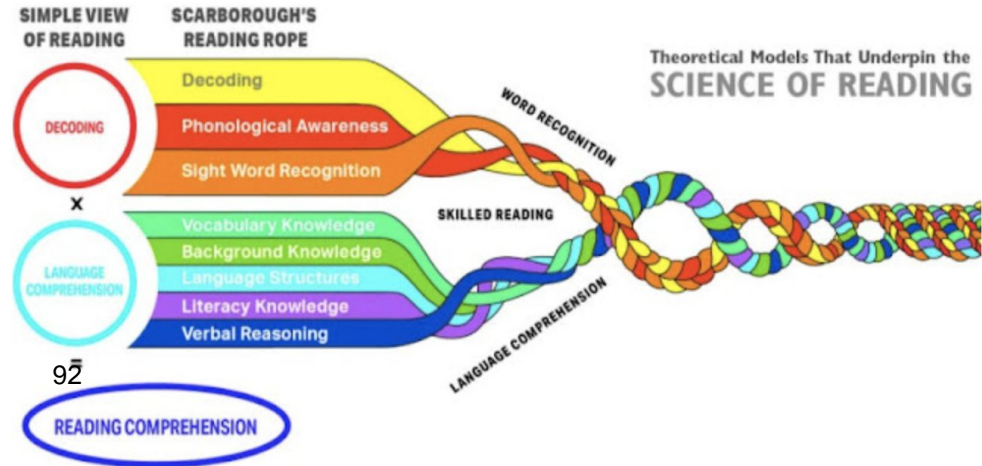 SIMPLE VIEW
OF READING
SCARBOROUGH'S
READING ROPE
Theoretical Models That Underpin the
SCIENCE OF READING
DECODING
x
LANGUAGE
COMPREHENSION
=
92
READING COMPREHENSION
Decoding
Phonological Awareness
Sight Word Recognition
Vocabulary Knowledge
Background Knowledge
Language Structures
Literacy Knowledge
Verbal Reasoning
WORD RECOGNITION
SKILLED READING
LANGUAGE COMPREHENSION